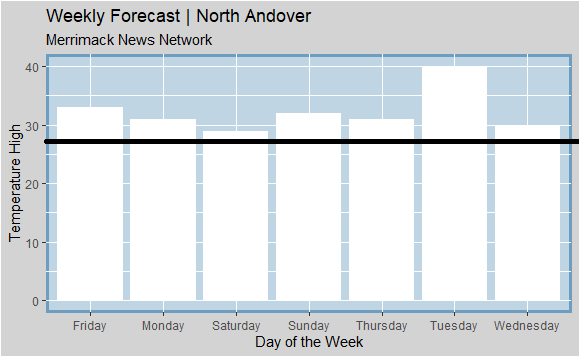 Weekly Forecast | North Andover
Merrimack News Network
Temperature High
40
30
20
10
0
Friday Monday Saturday Sunday Thursday Tuesday Wednesday
Day of the Week